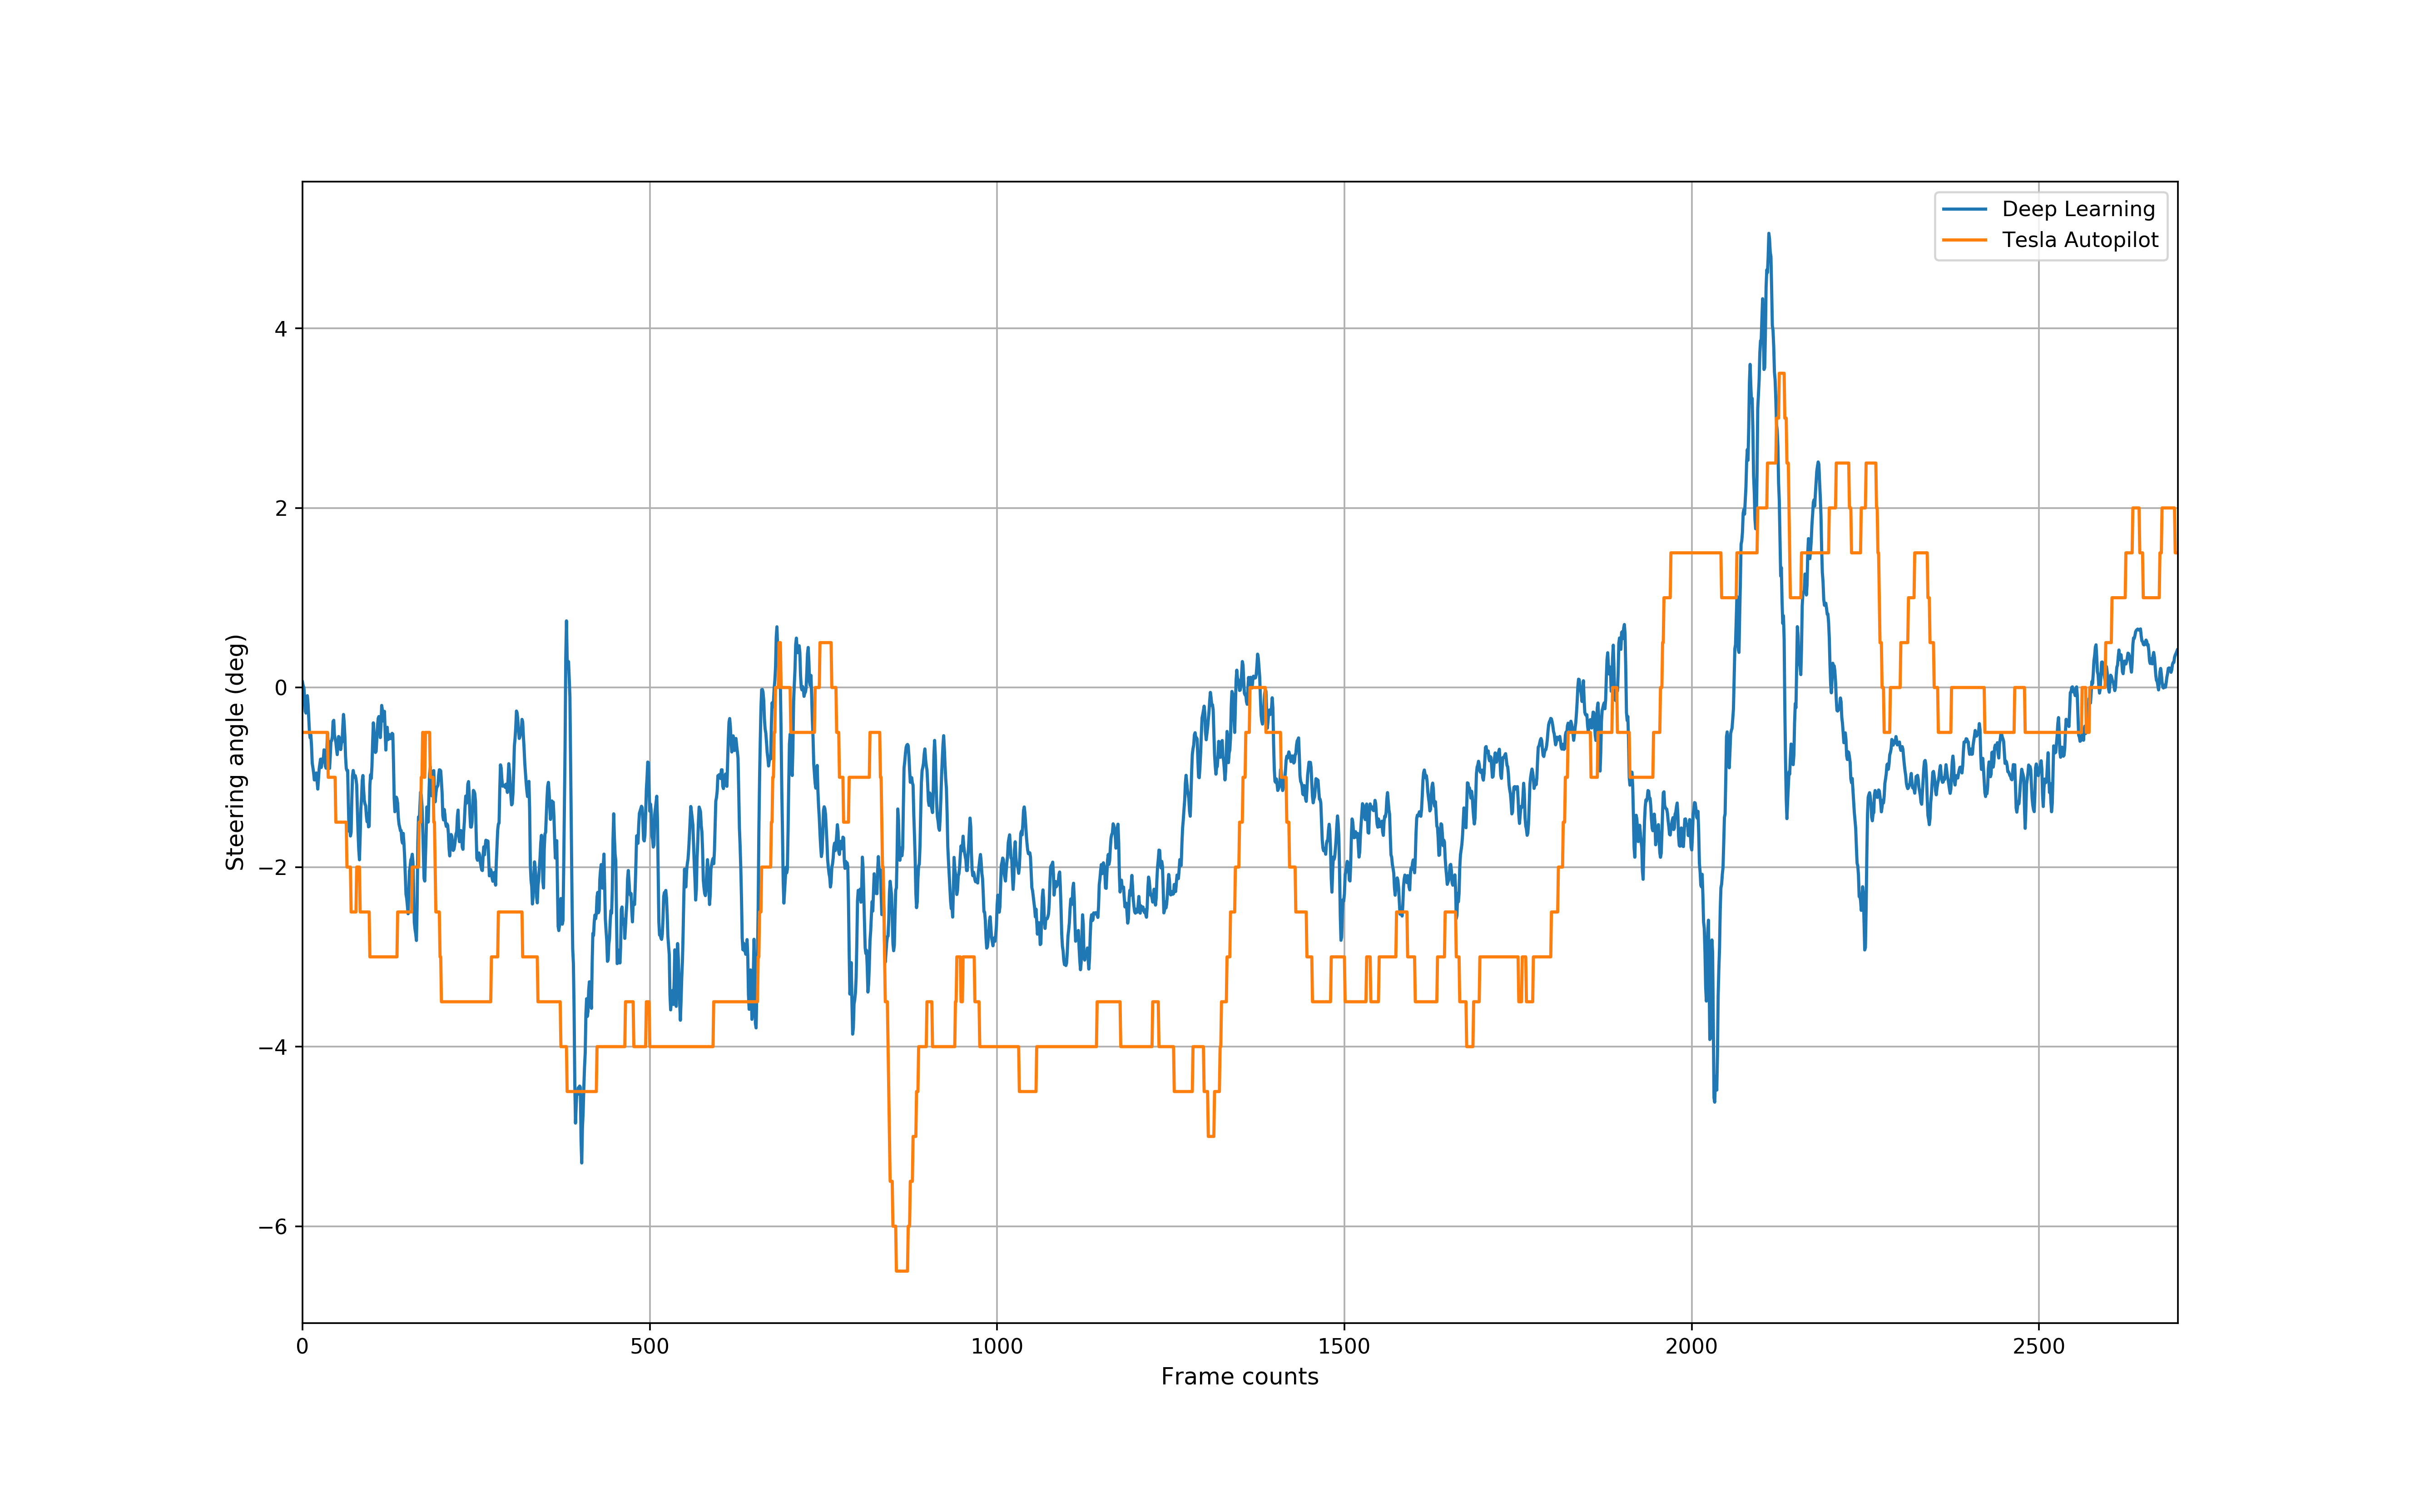 Deep Learning
Tesla Autopilot
4
2
0
−2
−4
−6
Steering angle (deg)
0 500 1000 1500 2000 2500
Frame counts